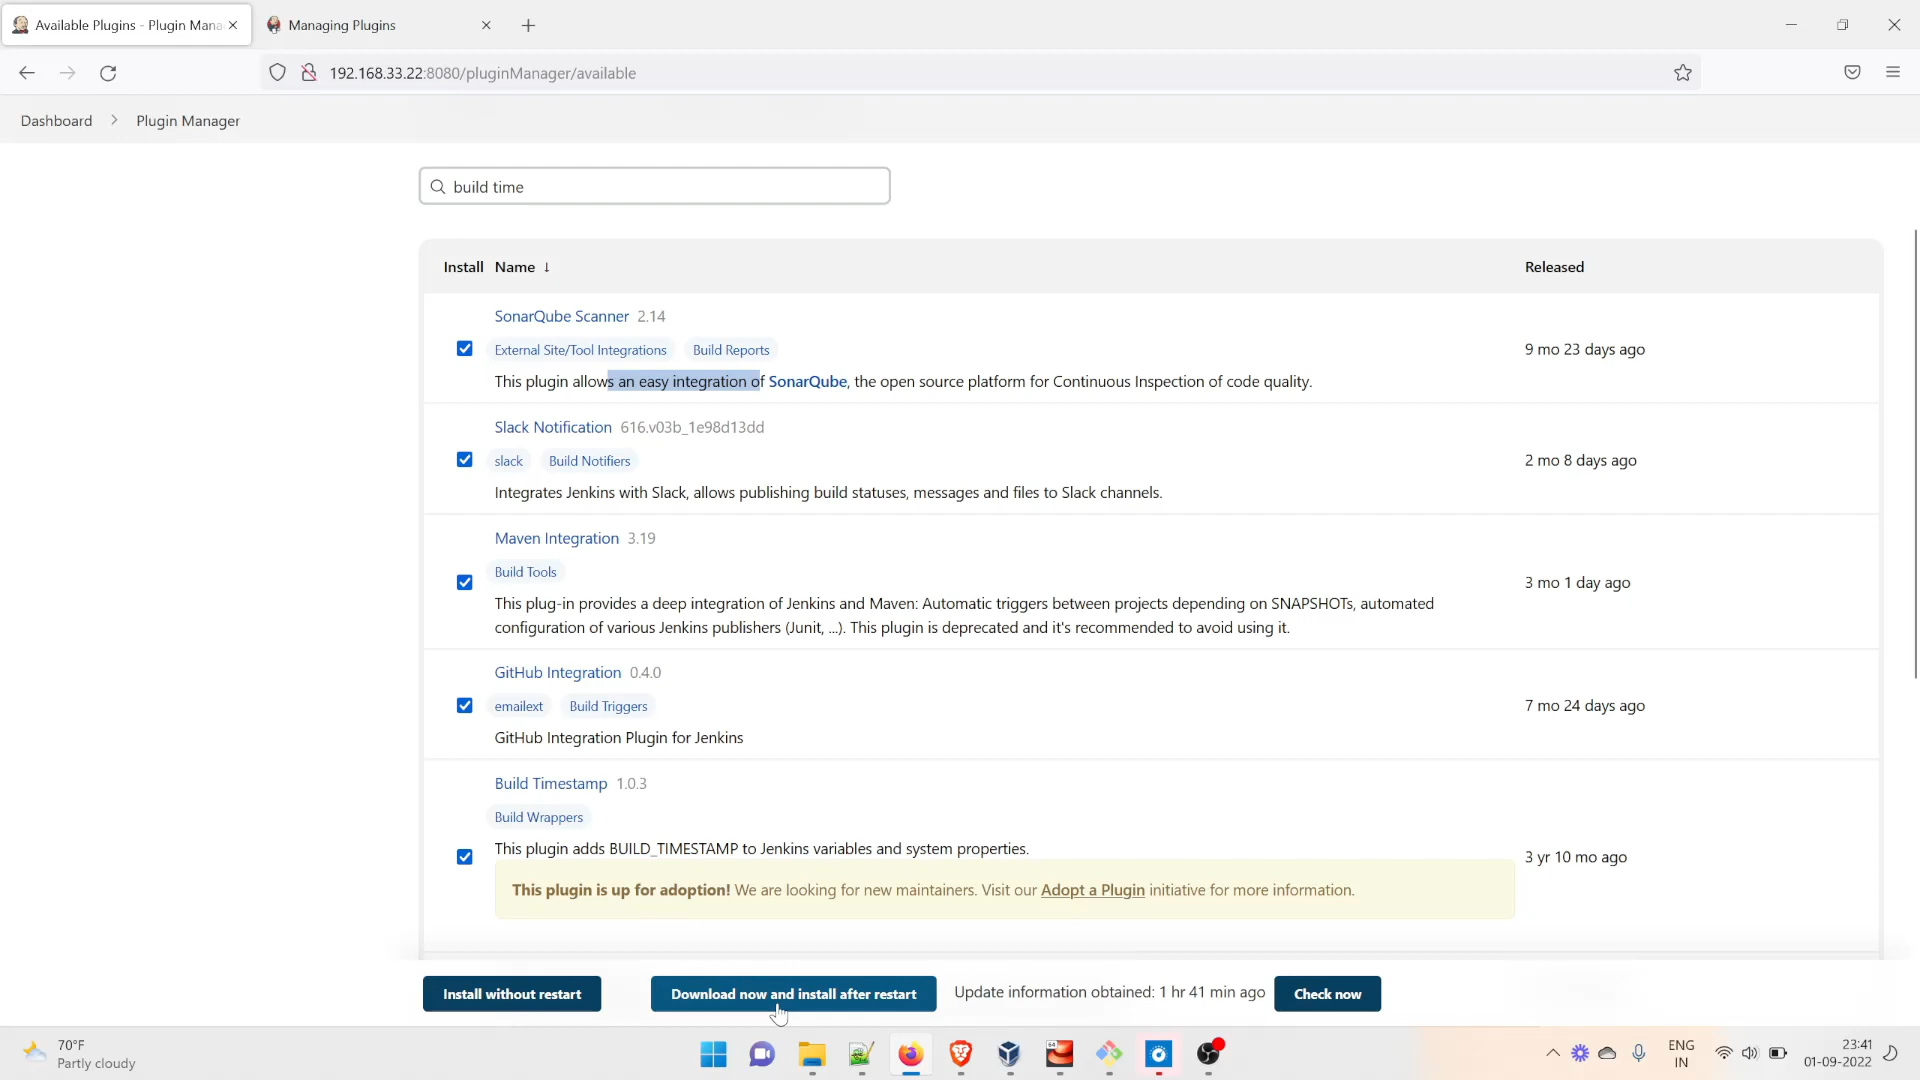 Available Plugins - Plugin Mana
Managing Plugins
192.168.33.22:8080/pluginManager/available
Dashboard
Plugin Manager
build time
Install Name ↓ Released
SonarQube Scanner 2.14
External Site/Tool Integrations Build Reports
9 mo 23 days ago
This plugin allows an easy integration of SonarQube, the open source platform for Continuous Inspection of code quality.
Slack Notification 616.v03b_1e98d13dd
slack Build Notifiers
2 mo 8 days ago
Integrates Jenkins with Slack, allows publishing build statuses, messages and files to Slack channels.
Maven Integration 3.19
Build Tools
3 mo 1 day ago
This plug-in provides a deep integration of Jenkins and Maven: Automatic triggers between projects depending on SNAPSHOTs, automated
configuration of various Jenkins publishers (Junit, ...). This plugin is deprecated and it's recommended to avoid using it.
GitHub Integration 0.4.0
emailext Build Triggers
7 mo 24 days ago
GitHub Integration Plugin for Jenkins
Build Timestamp 1.0.3
Build Wrappers
This plugin adds BUILD_TIMESTAMP to Jenkins variables and system properties.
3 yr 10 mo ago
This plugin is up for adoption! We are looking for new maintainers. Visit our Adopt a Plugin initiative for more information.
Install without restart
Download now and install after restart
Update information obtained: 1 hr 41 min ago
Check now
70°F
Partly cloudy
64
ENG
IN
23:41
01-09-2022